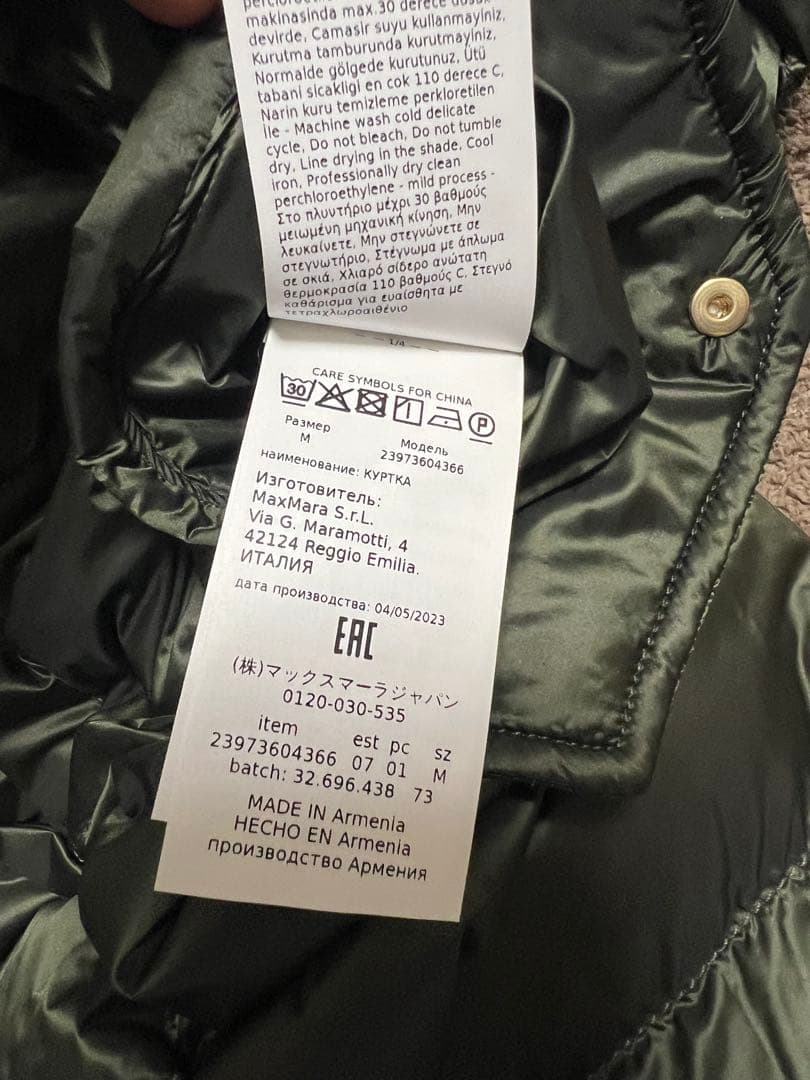 makinasinda max.30 derece
devirde, Camasir suyu kullanmayiniz,
Kurutma tamburunda kurutmayiniz,
Normalde gölgede kurutunuz, Ütü
tabani sicakligi en cok 110 derece C,
Narin kuru temizleme perkloretilen
ile - Machine wash cold delicate
cycle, Do not bleach, Do not tumble
dry, Line drying in the shade, Cool
iron, Professionally dry clean
perchloroethylene - mild process -
Στο πλυντήριο μέχρι 30 βαθμούς
μειωμένη μηχανική κίνηση, Μην
λευκαίνετε, Μην στεγνώνετε σε
στεγνωτήριο, Στέγνωμα με άπλωμα
σε σκιά, Χλιαρό σίδερο ανώτατη
θερμοκρασία 110 βαθμούς C, Στεγνό
καθάρισμα για ευαίσθητα με
τετραχλωροαιθένιο
— — 1/4 — —
CARE SYMBOLS FOR CHINA
30 P
Размер Модель
M 23973604366
наименование: КУРТКА
Изготовитель:
MaxMara S.r.L.
Via G. Maramotti, 4
42124 Reggio Emilia.
ИТАЛИЯ
дата производства: 04/05/2023
EAC
(株)マックスマーラジャパン
0120-030-535
item est pc sz
23973604366 07 01 M
batch: 32.696.438 73
MADE IN Armenia
HECHO EN Armenia
производство Армения